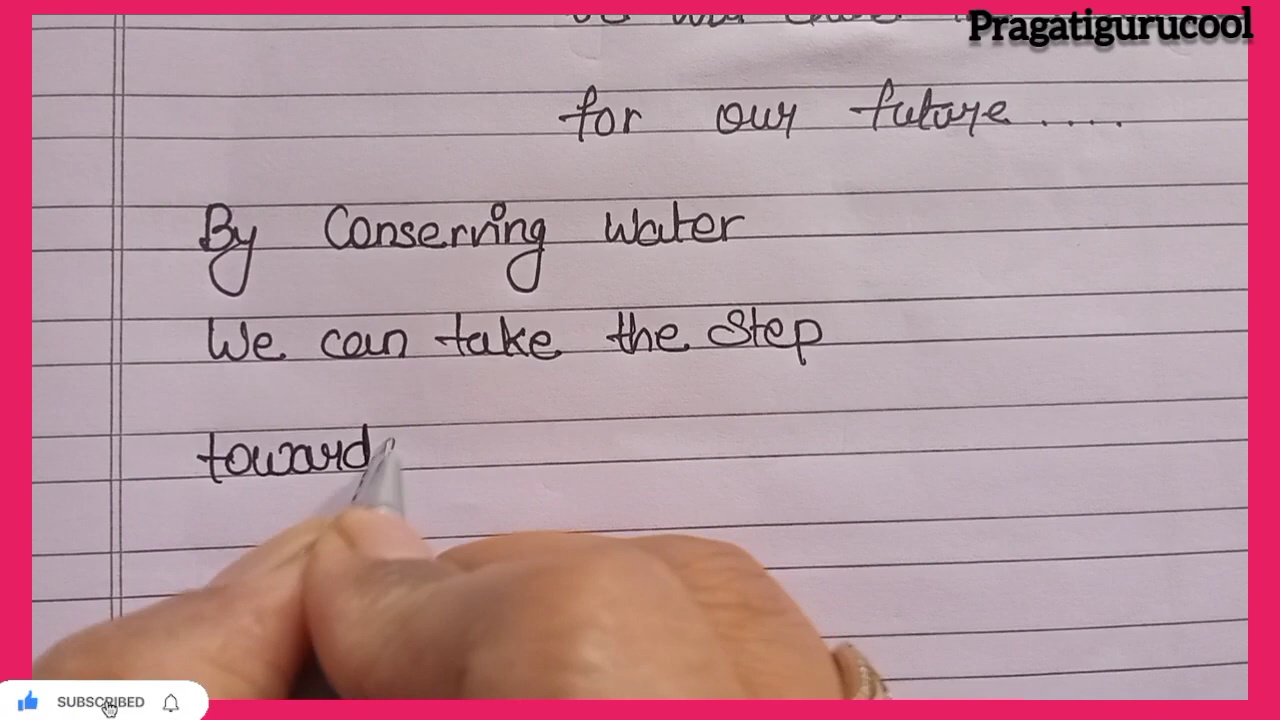 Pragatigurucool
for our future....
By Conserving Water
We can take the step
toward
SUBSCRIBED